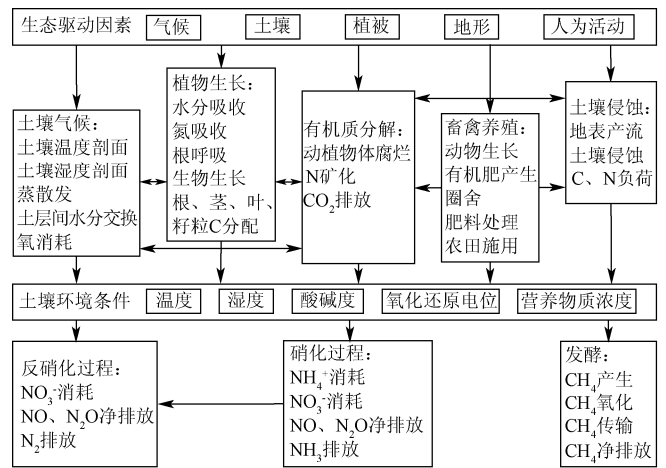 生态驱动因素 气候 土壤 植被 地形 人为活动
土壤气候：
土壤温度剖面
土壤湿度剖面
蒸散发
土层间水分交换
氧消耗
植物生长：
水分吸收
氮吸收
根呼吸
生物生长
根、茎、叶、
籽粒C分配
有机质分解：
动植物体腐烂
N矿化
CO₂排放
畜禽养殖：
动物生长
有机肥产生
圈舍
肥料处理
农田施用
土壤侵蚀：
地表产流
土壤侵蚀
C、N负荷
土壤环境条件 温度 湿度 酸碱度 氧化还原电位 营养物质浓度
反硝化过程：
NO₃⁻消耗
NO、N₂O净排放
N₂排放
硝化过程：
NH₄⁺消耗
NO₃⁻消耗
NO、N₂O净排放
NH₃排放
发酵：
CH₄产生
CH₄氧化
CH₄传输
CH₄净排放